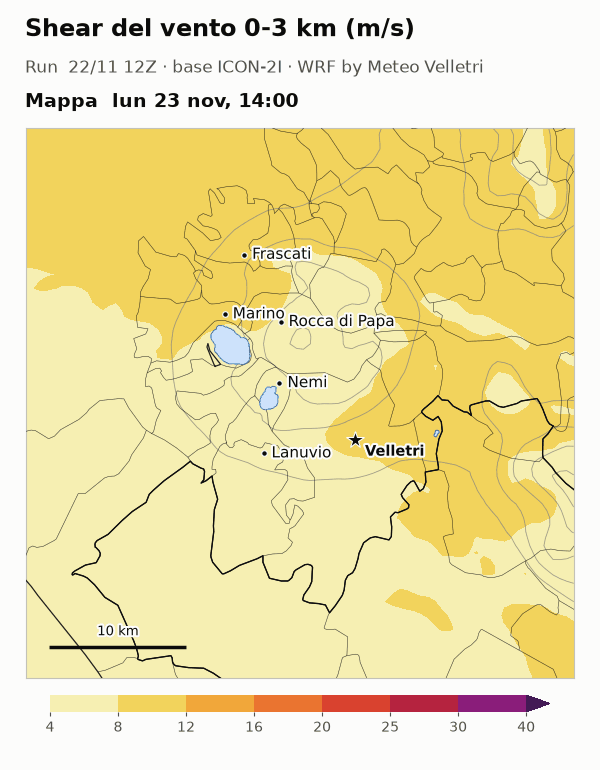 Shear del vento 0-3 km (m/s)
Run  22/11 12Z · base ICON-2I · WRF by Meteo Velletri
Mappa  lun 23 nov, 14:00
Frascati
Marino
Rocca di Papa
Nemi
Velletri
Lanuvio
10 km
4 8 12 16 20 25 30 40